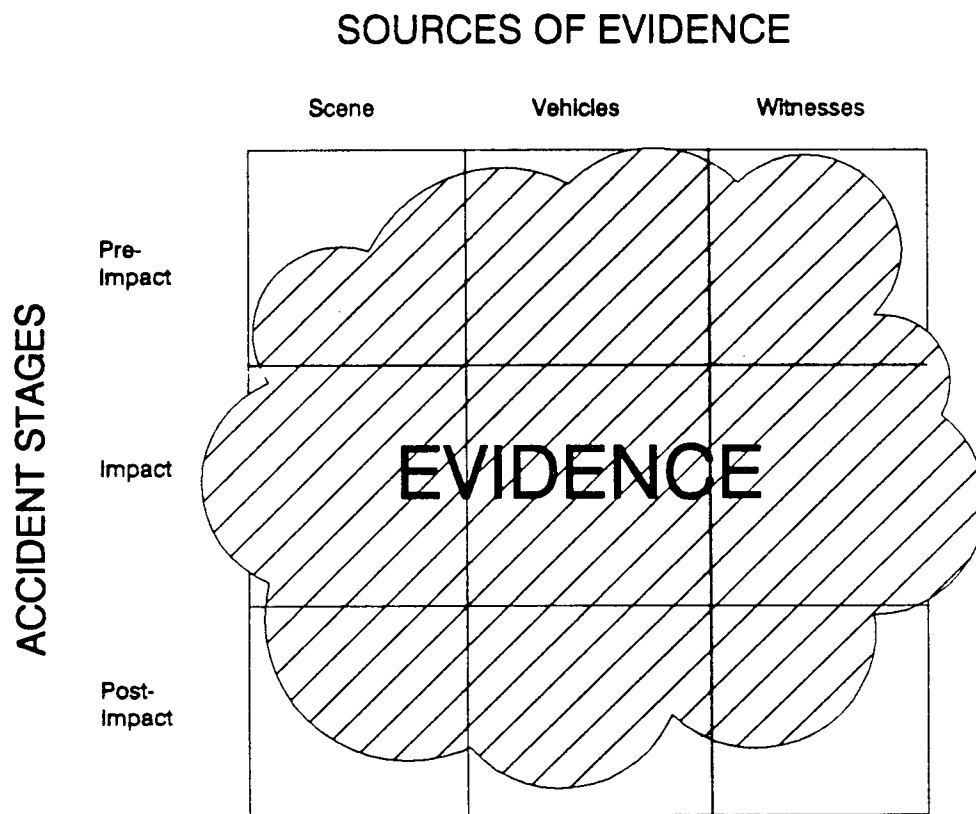 SOURCES OF EVIDENCE
Scene Vehicles Witnesses
Pre-
Impact
ACCIDENT STAGES
Impact
EVIDENCE
Post-
Impact